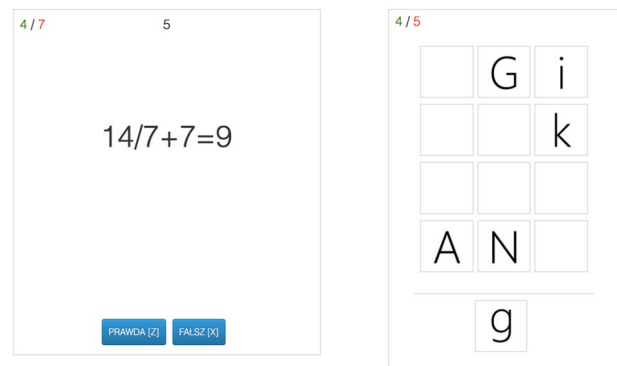 4 / 7
5
14/7+7=9
PRAWDA [Z]
FAŁSZ [X]
4 / 5
G i
k
A N
g